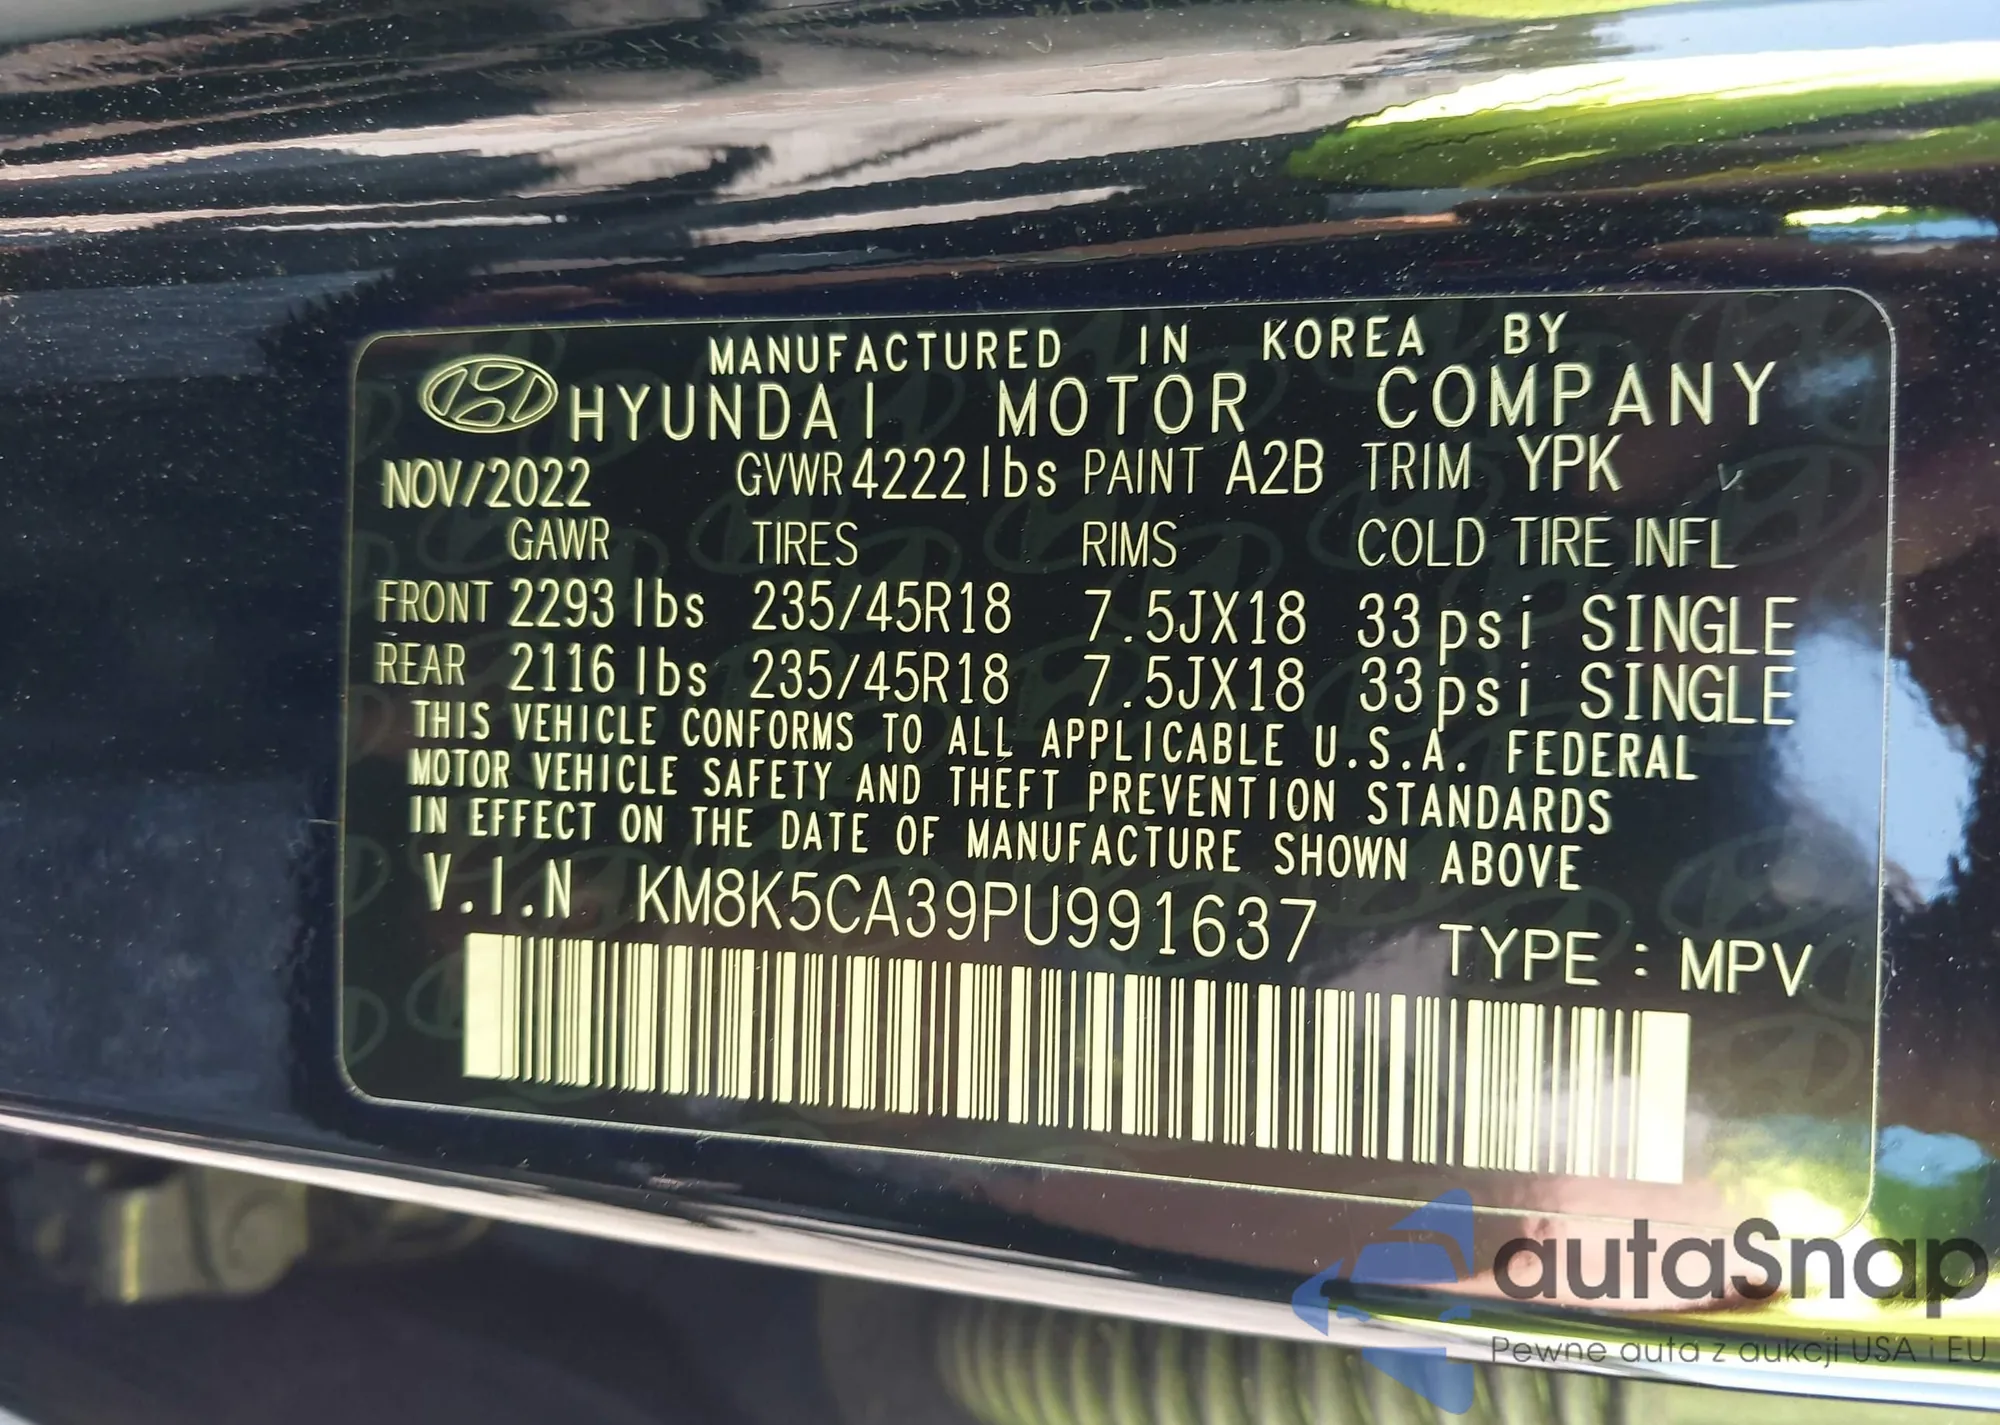 MANUFACTURED IN KOREA BY
HYUNDAI MOTOR COMPANY
NOV/2022 GVWR 4222 lbs PAINT A2B TRIM YPK
GAWR TIRES RIMS COLD TIRE INFL
FRONT 2293 lbs 235/45R18 7.5JX18 33 psi SINGLE
REAR 2116 lbs 235/45R18 7.5JX18 33 psi SINGLE
THIS VEHICLE CONFORMS TO ALL APPLICABLE U.S.A. FEDERAL
MOTOR VEHICLE SAFETY AND THEFT PREVENTION STANDARDS
IN EFFECT ON THE DATE OF MANUFACTURE SHOWN ABOVE
V.I.N KM8K5CA39PU991637 TYPE : MPV
autaSnap
Pewne auta z aukcji USA i EU